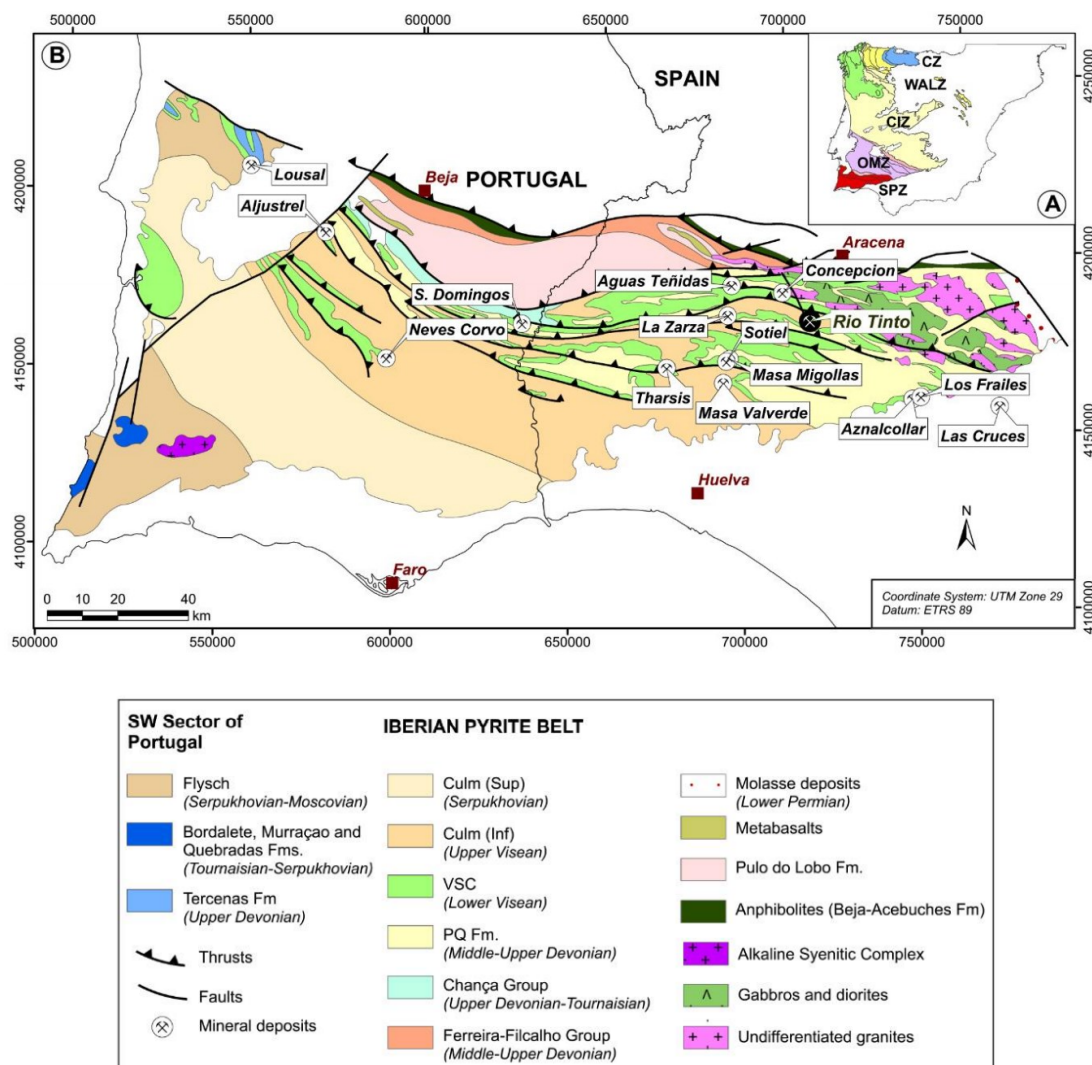 500000 550000 600000 650000 700000 750000
B
SPAIN
CZ
WALZ
CIZ
OMZ
SPZ
A
4250000
4200000
4150000
4100000
Lousal
Beja
PORTUGAL
Aljustrel
Aracena
Concepcion
Aguas Teñidas
S. Domingos
Rio Tinto
La Zarza
Sotiel
Neves Corvo
Masa Migollas
Los Frailes
Tharsis
Masa Valverde
Aznalcollar
Las Cruces
Huelva
N
Faro
4200000
4150000
4100000
0 10 20 40
km
Coordinate System: UTM Zone 29
Datum: ETRS 89
500000 550000 600000 650000 700000 750000
SW Sector of
Portugal
Flysch
(Serpukhovian-Moscovian)
Bordalete, Murraçao and
Quebradas Fms.
(Tournaisian-Serpukhovian)
Tercenas Fm
(Upper Devonian)
Thrusts
Faults
Mineral deposits
IBERIAN PYRITE BELT
Culm (Sup)
(Serpukhovian)
Culm (Inf)
(Upper Visean)
VSC
(Lower Visean)
PQ Fm.
(Middle-Upper Devonian)
Chança Group
(Upper Devonian-Tournaisian)
Ferreira-Filcalho Group
(Middle-Upper Devonian)
Molasse deposits
(Lower Permian)
Metabasalts
Pulo do Lobo Fm.
Anphibolites (Beja-Acebuches Fm)
Alkaline Syenitic Complex
Gabbros and diorites
Undifferentiated granites